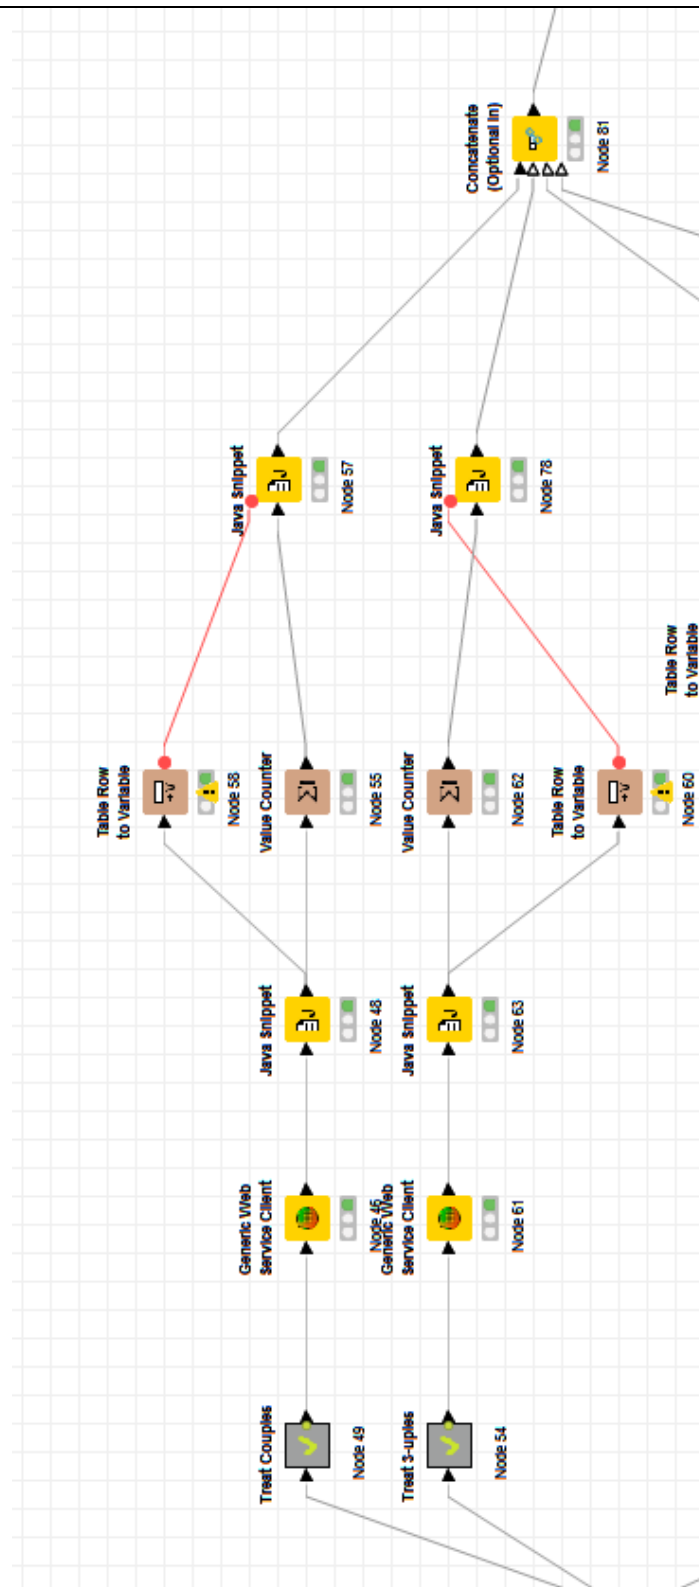 Concatenate
(Optional in)
Node 81
Java Snippet
Node 57
Java Snippet
Node 78
Table Row
to Variable
Table Row
to Variable
Node 58
Value Counter
Node 55
Value Counter
Node 62
Table Row
to Variable
Node 60
Java Snippet
Node 48
Java Snippet
Node 63
Generic Web
Service Client
Node 46
Generic Web
Service Client
Node 61
Treat Couples
Node 49
Treat 3-uples
Node 54